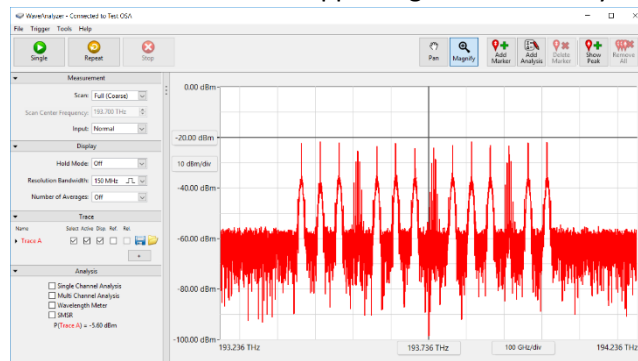 WaveAnalyzer - Connected to Test OSA
File Trigger Tools Help
Single Repeat Stop
Pan Magnify Add Marker Add Analysis Delete Marker Show Peak Remove All
Measurement
Scan: Full (Coarse)
Scan Center Frequency: 193.700 THz
Input: Normal
Display
Hold Mode: Off
Resolution Bandwidth: 150 MHz
Number of Averages: Off
Trace
Name Select Active Disp Ref Rel
Trace A
+
Analysis
Single Channel Analysis
Multi Channel Analysis
Wavelength Meter
SMSR
P(Trace A) = -5.60 dBm
0.00 dBm
-20.00 dBm
10 dBm/div
-40.00 dBm
-60.00 dBm
-80.00 dBm
-100.00 dBm
193.236 THz 193.736 THz 100 GHz/div 194.236 THz